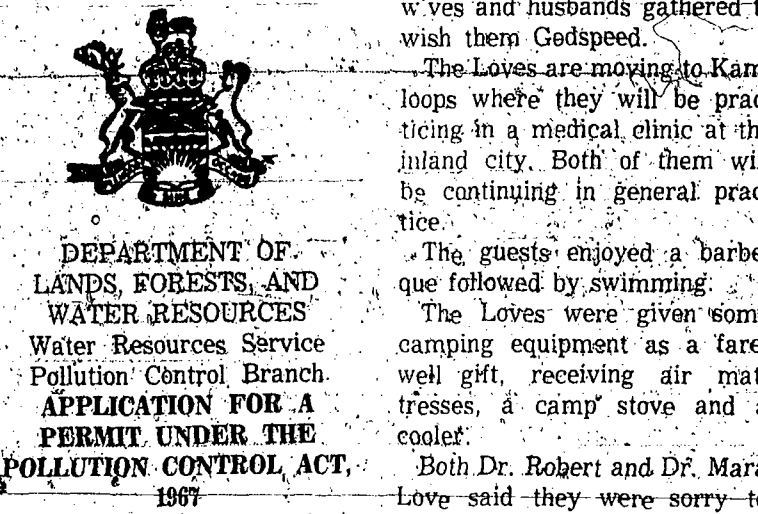 DEPARTMENT OF
LANDS, FORESTS, AND
WATER RESOURCES
Water Resources Service
Pollution Control Branch
APPLICATION FOR A
PERMIT UNDER THE
POLLUTION CONTROL ACT,
1967
wives and husbands gathered t
wish them Godspeed.
The Loves are moving to Kam
loops where they will be prac
ticing in a medical clinic at th
inland city. Both of them wil
be continuing in general prac
tice.
The guests enjoyed a barbe
que followed by swimming.
The Loves were given som
camping equipment as a fare
well gift, receiving air mat
tresses, a camp stove and a
cooler.
Both Dr. Robert and Dr. Mara
Love said they were sorry to